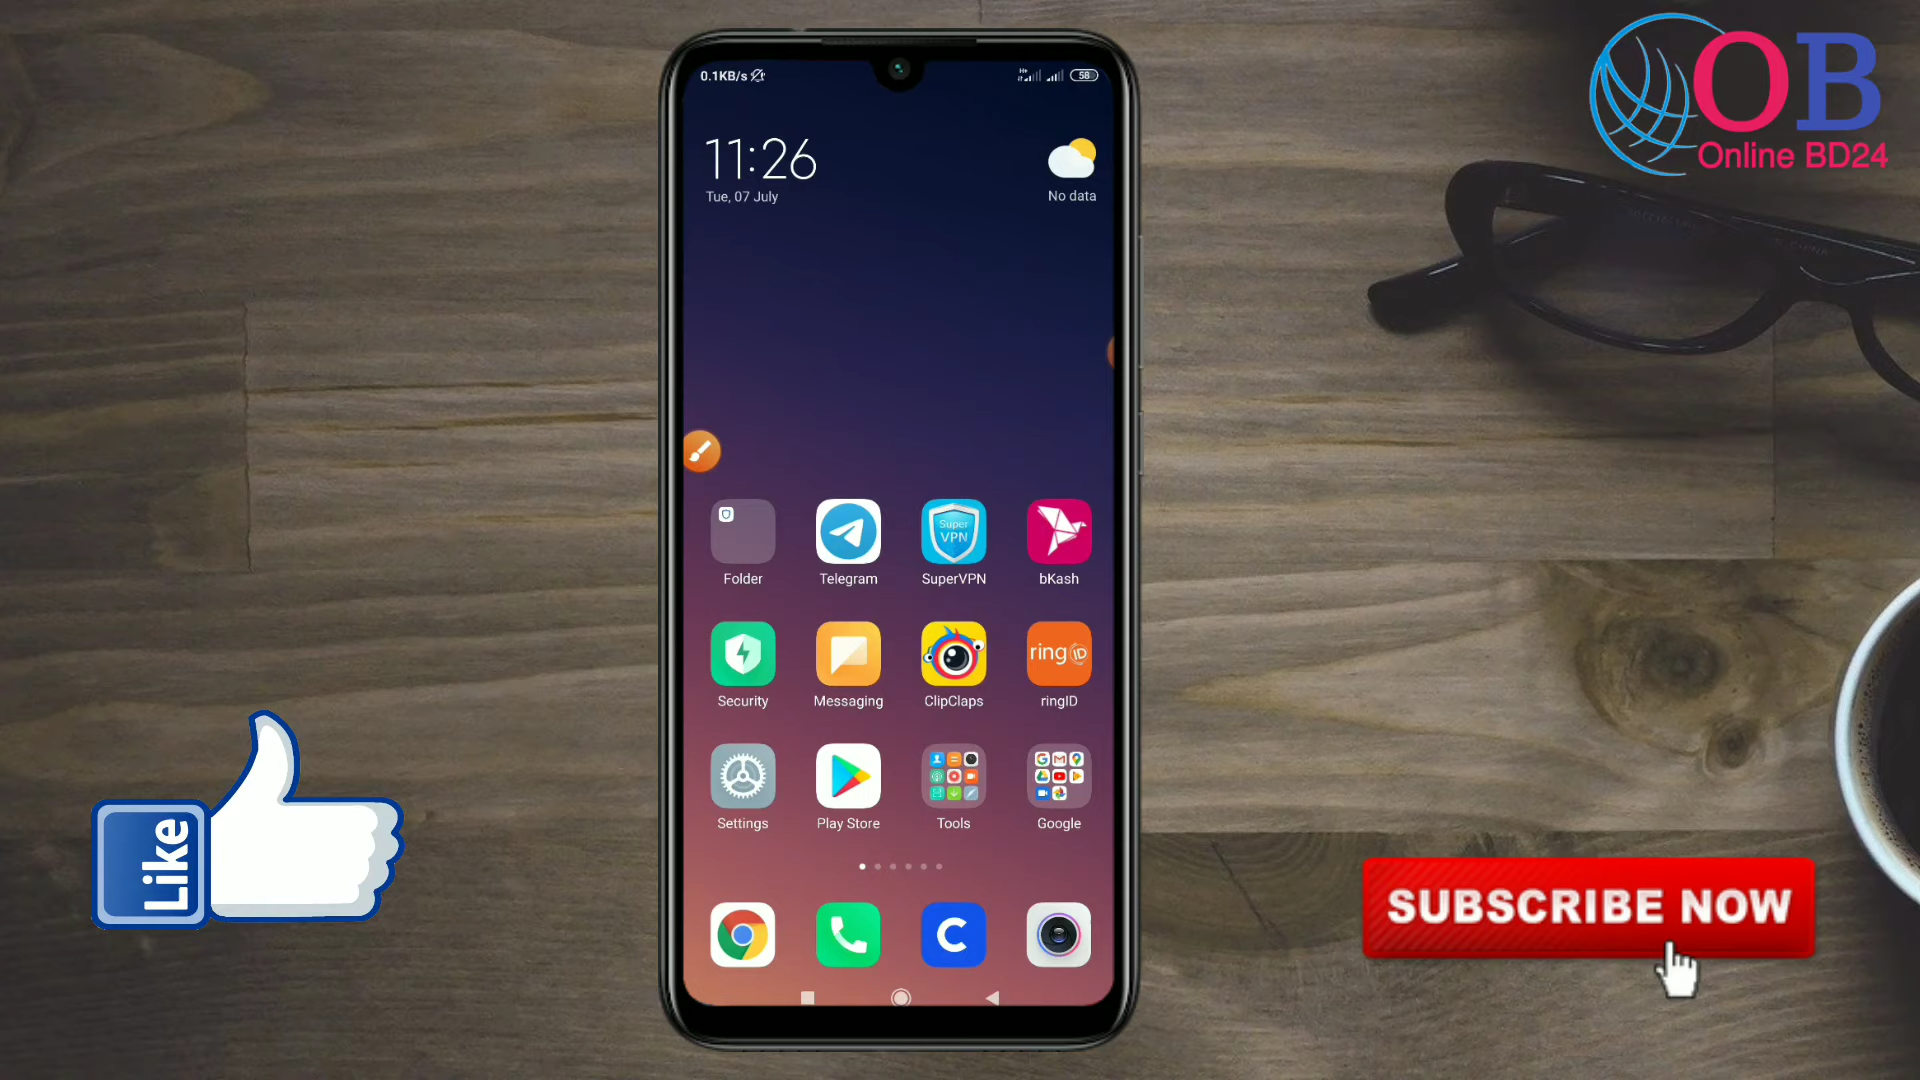 0.1KB/s
58
11:26
Tue, 07 July
No data
OB
Online BD24
Folder
Telegram
Super
VPN
SuperVPN
bKash
Security
Messaging
ClipClaps
ring ID
ringID
Settings
Play Store
Tools
Google
Like
SUBSCRIBE NOW